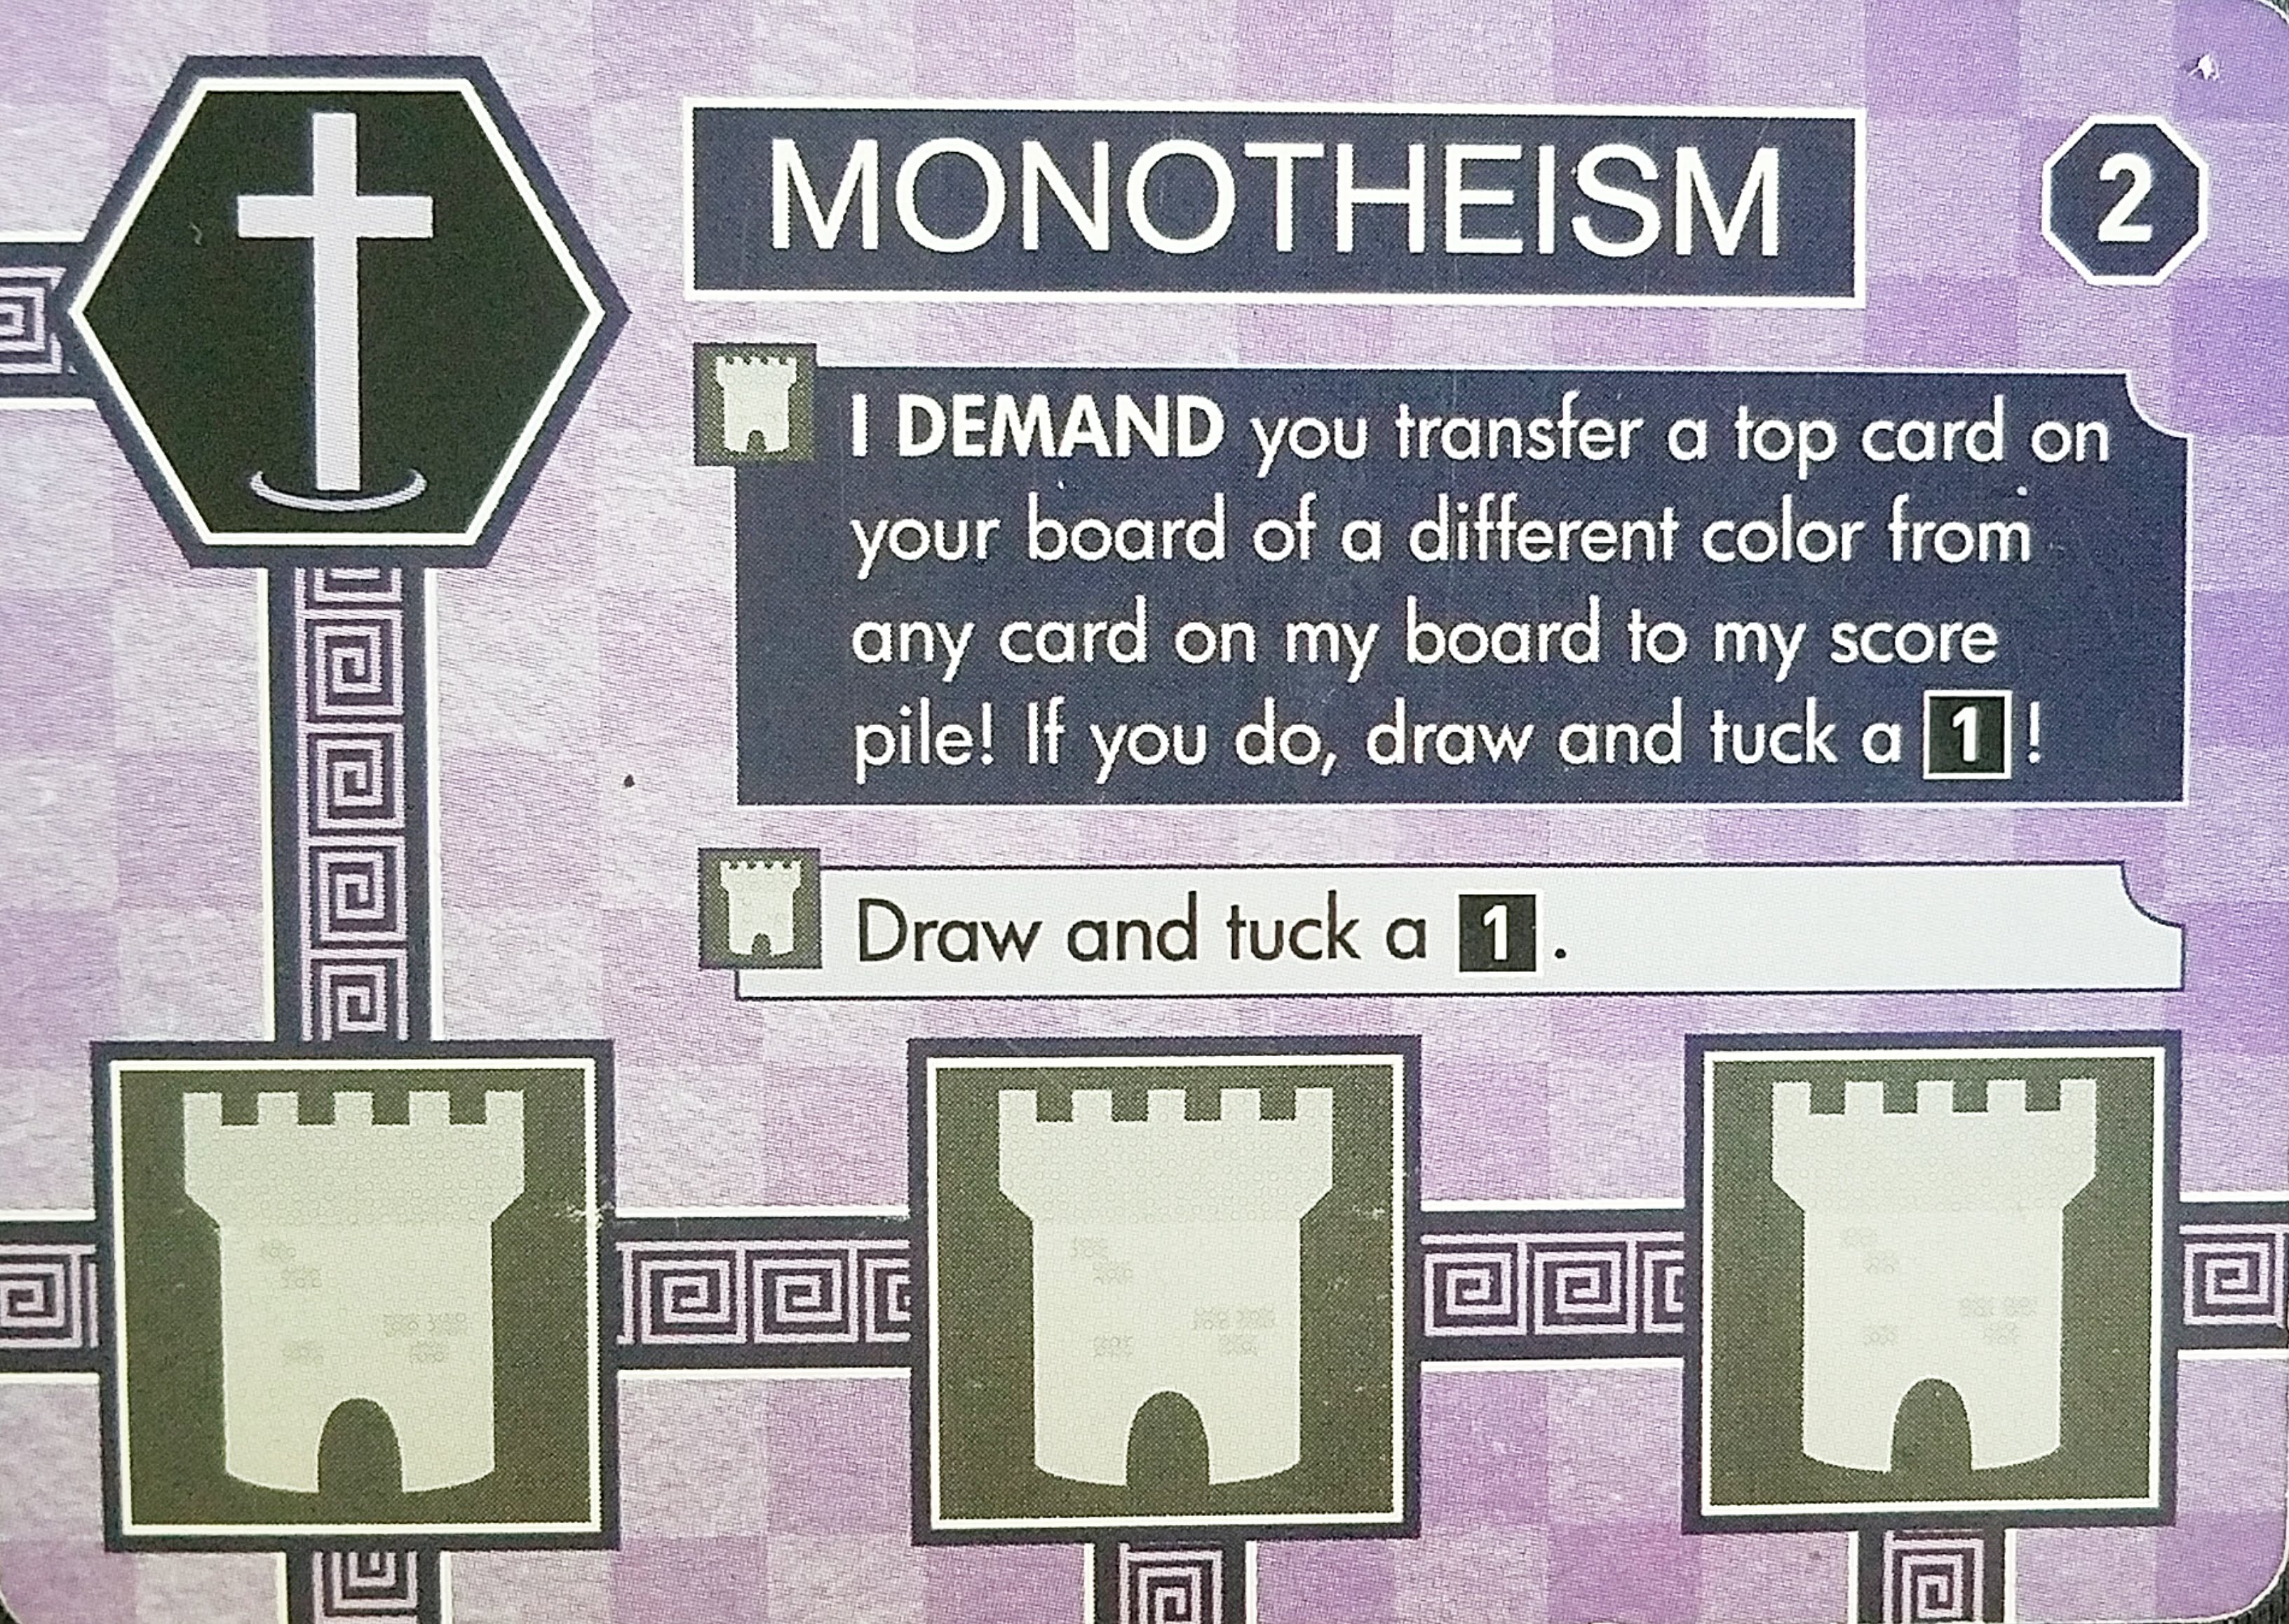 MONOTHEISM
2
I DEMAND you transfer a top card on
your board of a different color from
any card on my board to my score
pile! If you do, draw and tuck a 1!
Draw and tuck a 1.